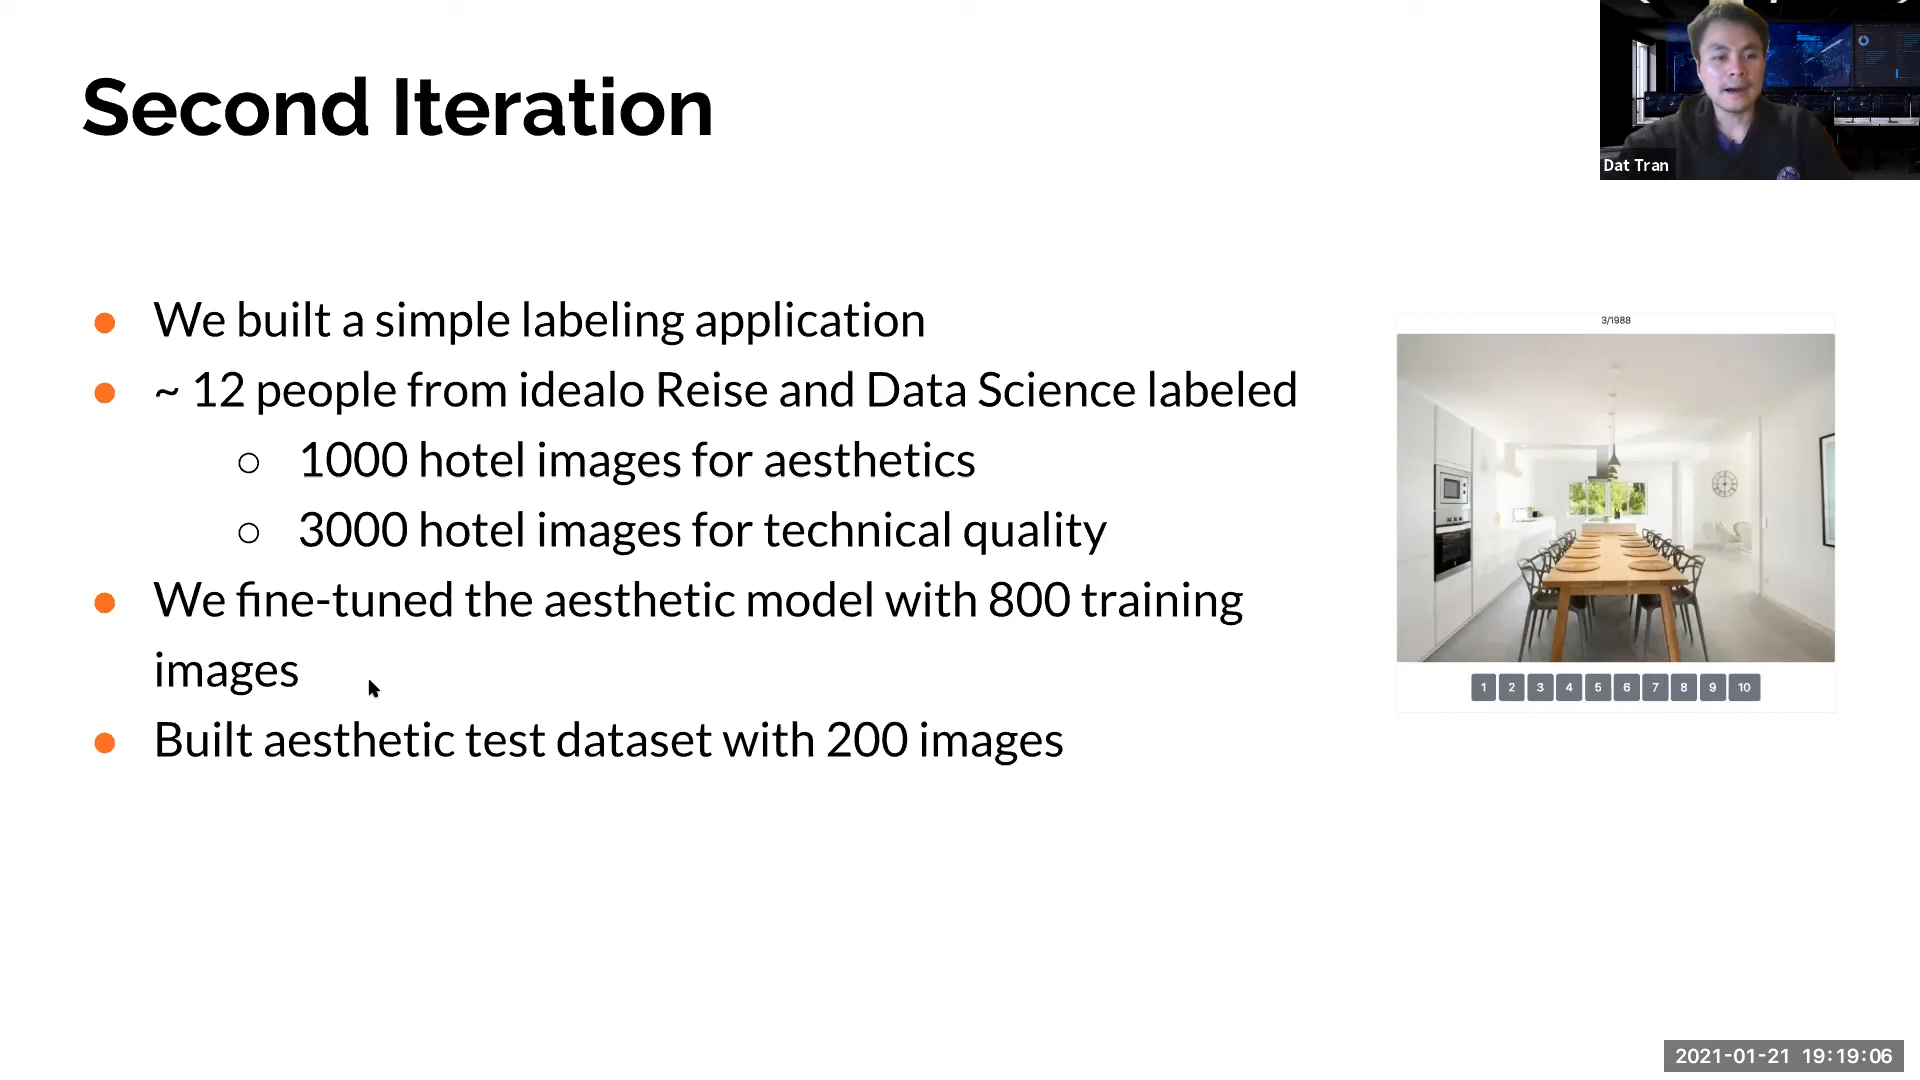 Second Iteration
Dat Tran
● We built a simple labeling application
● ~ 12 people from idealo Reise and Data Science labeled
○ 1000 hotel images for aesthetics
○ 3000 hotel images for technical quality
● We fine-tuned the aesthetic model with 800 training
images
● Built aesthetic test dataset with 200 images
3/1988
1 2 3 4 5 6 7 8 9 10
2021-01-21 19:19:06